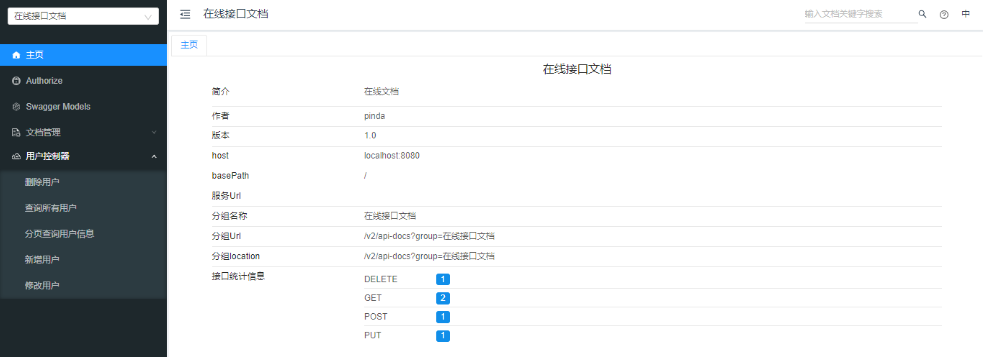 在线接口文档
在线接口文档
输入文档关键字搜索
中
主页
Authorize
Swagger Models
文档管理
用户控制器
删除用户
查询所有用户
分页查询用户信息
新增用户
修改用户
主页
在线接口文档
简介 在线文档
作者 pinda
版本 1.0
host localhost:8080
basePath /
服务Url
分组名称 在线接口文档
分组Url /v2/api-docs?group=在线接口文档
分组location /v2/api-docs?group=在线接口文档
接口统计信息
DELETE 1
GET 2
POST 1
PUT 1